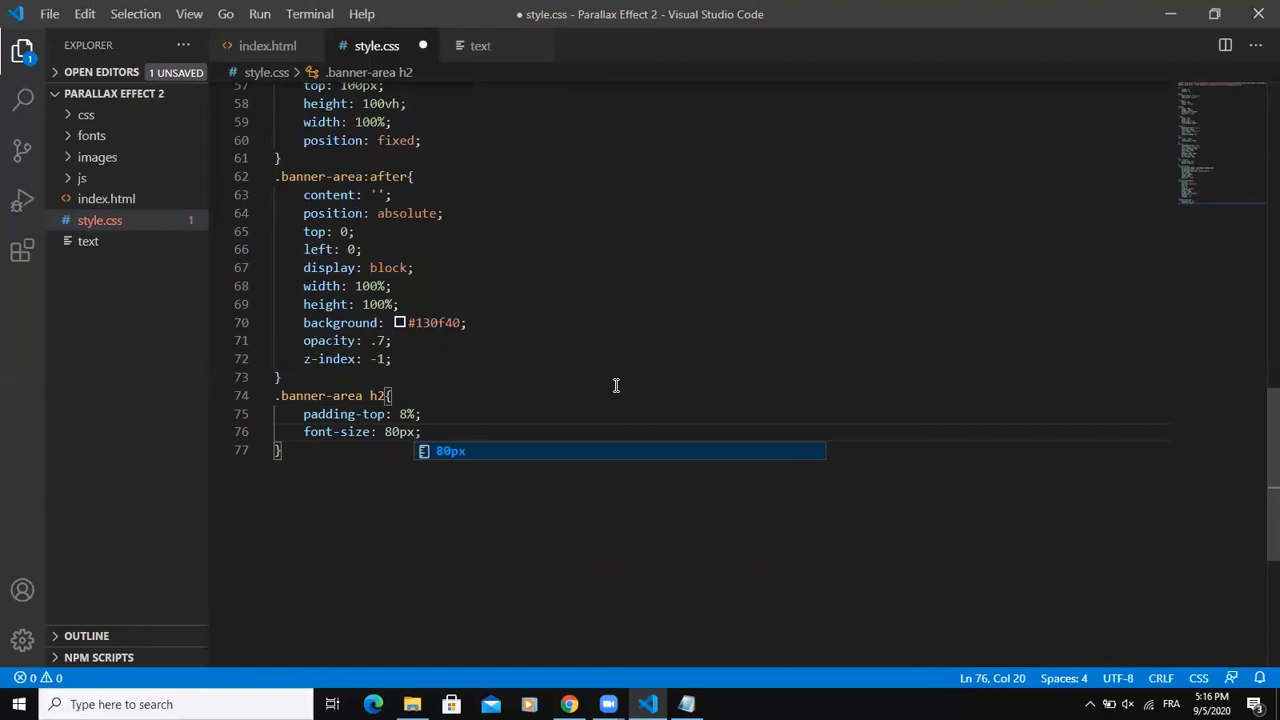 File Edit Selection View Go Run Terminal Help
● style.css - Parallax Effect 2 - Visual Studio Code
EXPLORER
index.html
style.css
text
OPEN EDITORS 1 UNSAVED
style.css > .banner-area h2
PARALLAX EFFECT 2
css
fonts
images
js
index.html
style.css 1
text
OUTLINE
NPM SCRIPTS
57 top: 100px;
58 height: 100vh;
59 width: 100%;
60 position: fixed;
61 }
62 .banner-area:after{
63 content: '';
64 position: absolute;
65 top: 0;
66 left: 0;
67 display: block;
68 width: 100%;
69 height: 100%;
70 background: #130f40;
71 opacity: .7;
72 z-index: -1;
73 }
74 .banner-area h2{
75 padding-top: 8%;
76 font-size: 80px;
77 }
80px
0 0
Ln 76, Col 20 Spaces: 4 UTF-8 CRLF CSS
Type here to search
FRA
5:16 PM
9/5/2020
3